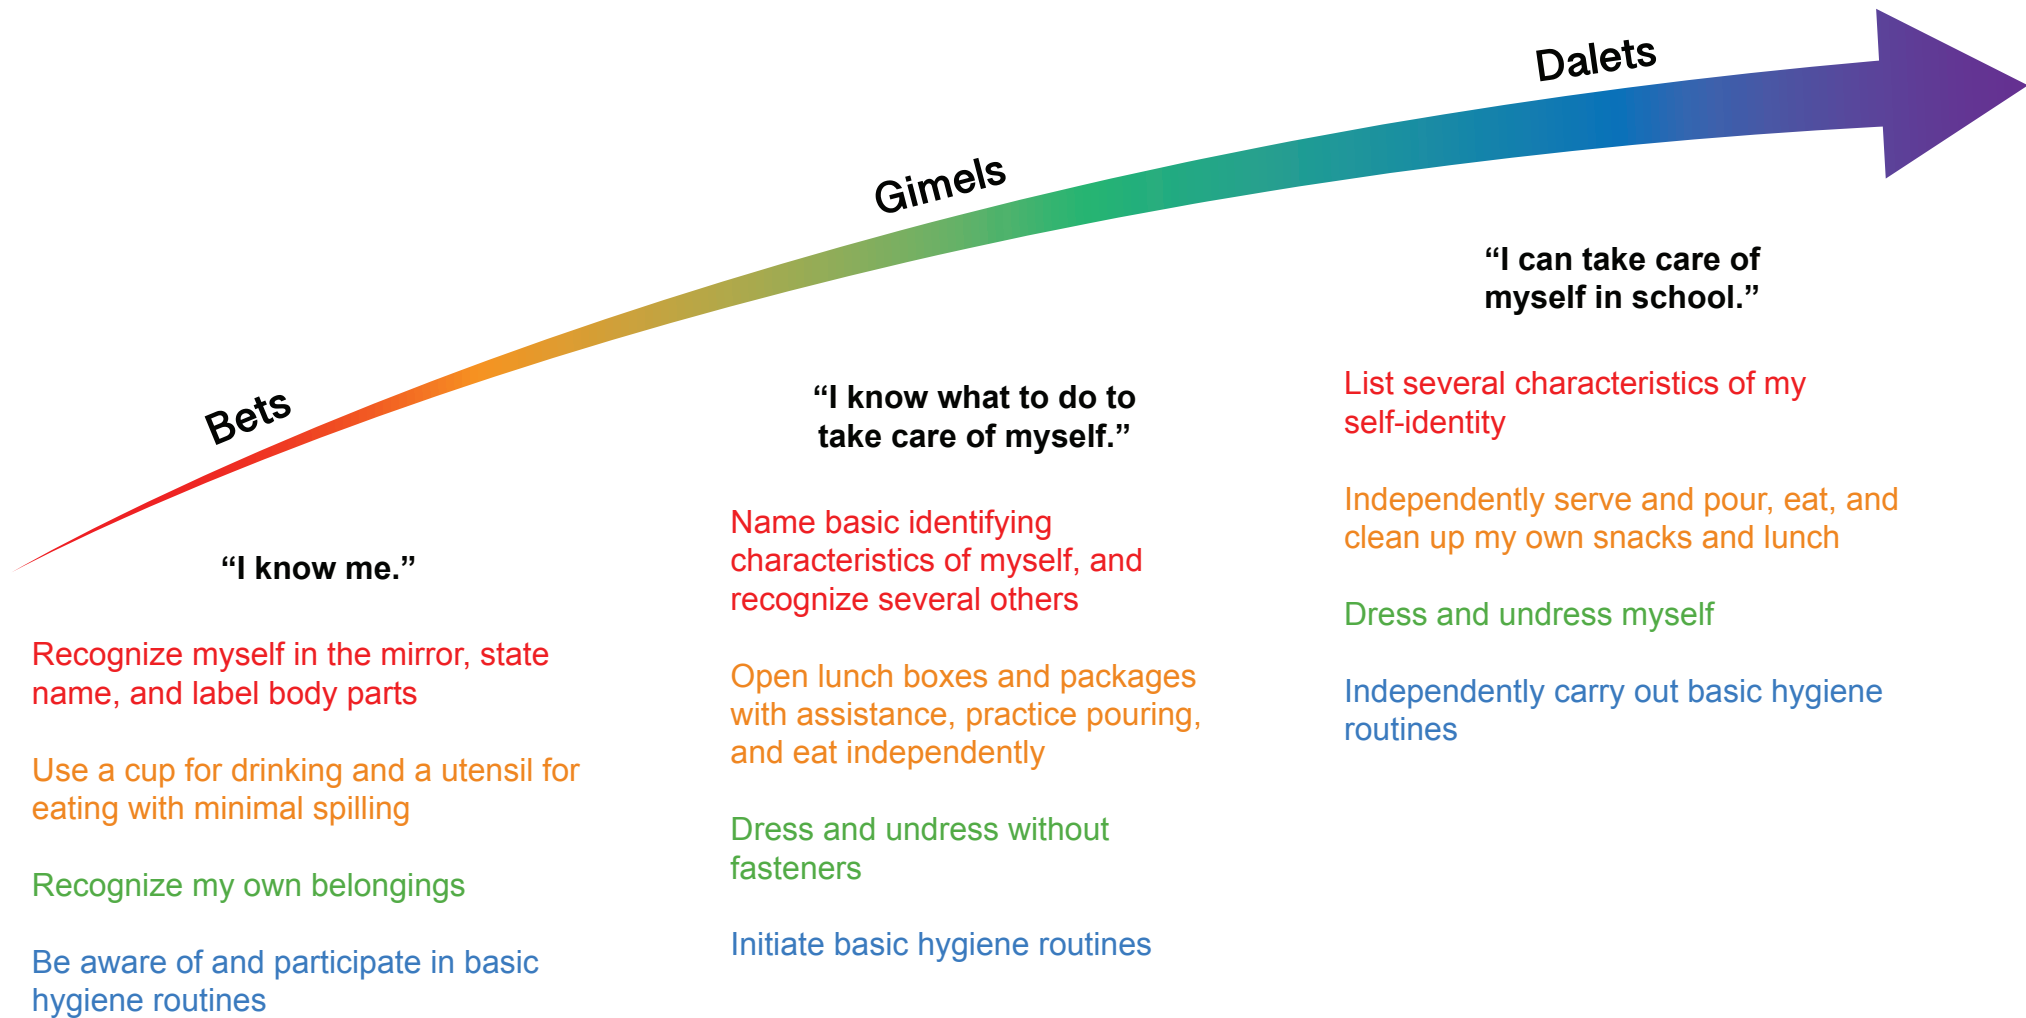 Bets
“I know me.”
Recognize myself in the mirror, state
name, and label body parts
Use a cup for drinking and a utensil for
eating with minimal spilling
Recognize my own belongings
Be aware of and participate in basic
hygiene routines
Gimels
“I know what to do to
take care of myself.”
Name basic identifying
characteristics of myself, and
recognize several others
Open lunch boxes and packages
with assistance, practice pouring,
and eat independently
Dress and undress without
fasteners
Initiate basic hygiene routines
Dalets
“I can take care of
myself in school.”
List several characteristics of my
self-identity
Independently serve and pour, eat, and
clean up my own snacks and lunch
Dress and undress myself
Independently carry out basic hygiene
routines